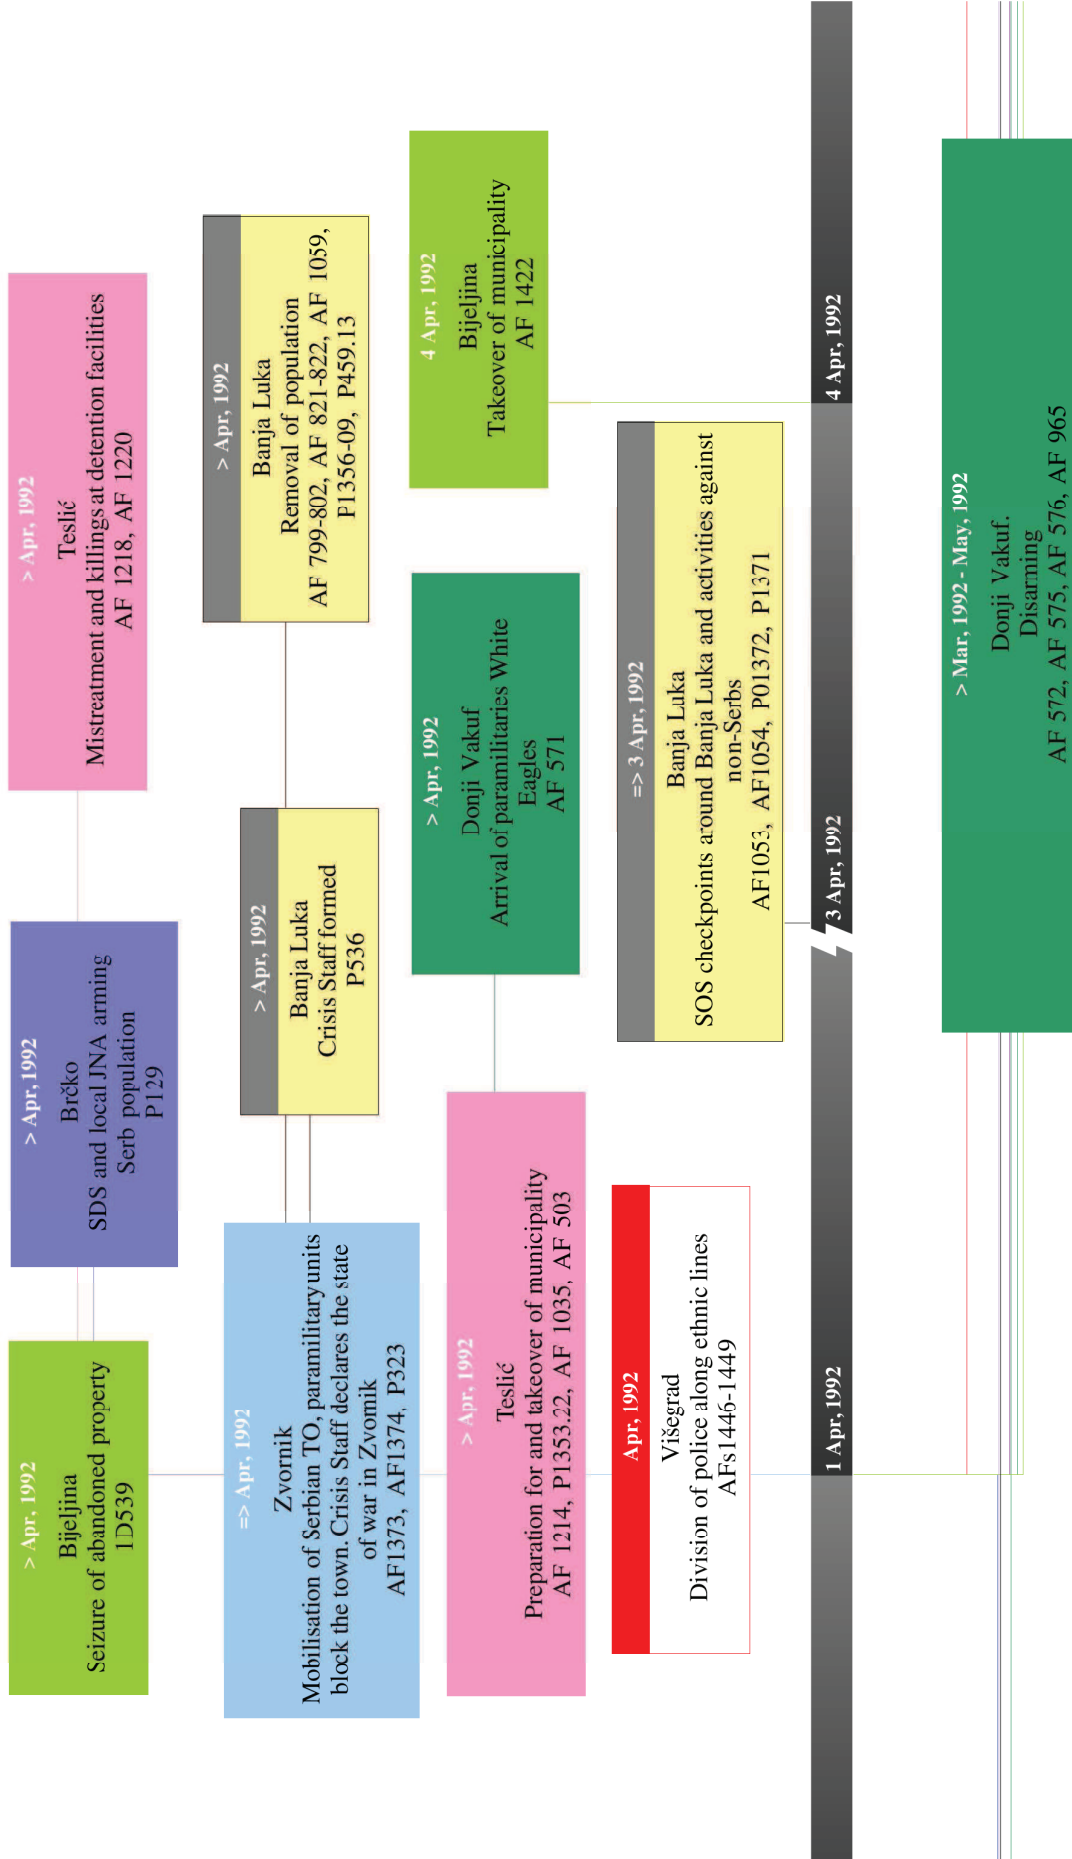 > Apr, 1992
Bijeljina
Seizure of abandoned property
1D539
> Apr, 1992
Brčko
SDS and local JNA arming
Serb population
P129
> Apr, 1992
Teslić
Mistreatment and killings at detention facilities
AF 1218, AF 1220
=> Apr, 1992
Zvornik
Mobilisation of Serbian TO, paramilitary units
block the town. Crisis Staff declares the state
of war in Zvornik
AF1373, AF1374, P323
> Apr, 1992
Banja Luka
Crisis Staff formed
P536
> Apr, 1992
Banja Luka
Removal of population
AF 799-802, AF 821-822, AF 1059,
F1356-09, P459.13
> Apr, 1992
Teslić
Preparation for and takeover of municipality
AF 1214, P1353.22, AF 1035, AF 503
> Apr, 1992
Donji Vakuf
Arrival of paramilitaries White
Eagles
AF 571
4 Apr, 1992
Bijeljina
Takeover of municipality
AF 1422
Apr, 1992
Višegrad
Division of police along ethnic lines
AFs1446-1449
=> 3 Apr, 1992
Banja Luka
SOS checkpoints around Banja Luka and activities against
non-Serbs
AF1053, AF1054, P01372, P1371
1 Apr, 1992
3 Apr, 1992
4 Apr, 1992
> Mar, 1992 - May, 1992
Donji Vakuf.
Disarming
AF 572, AF 575, AF 576, AF 965